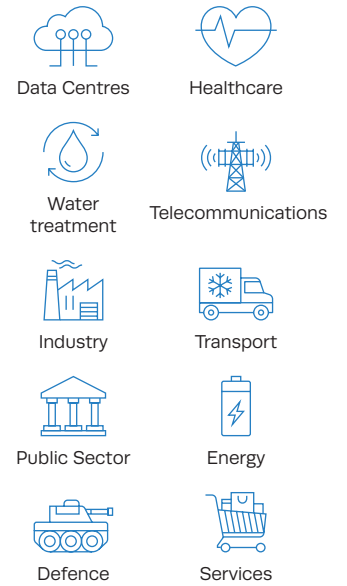 Data Centres
Healthcare
Water
treatment
Telecommunications
Industry
Transport
Public Sector
Energy
Defence
Services